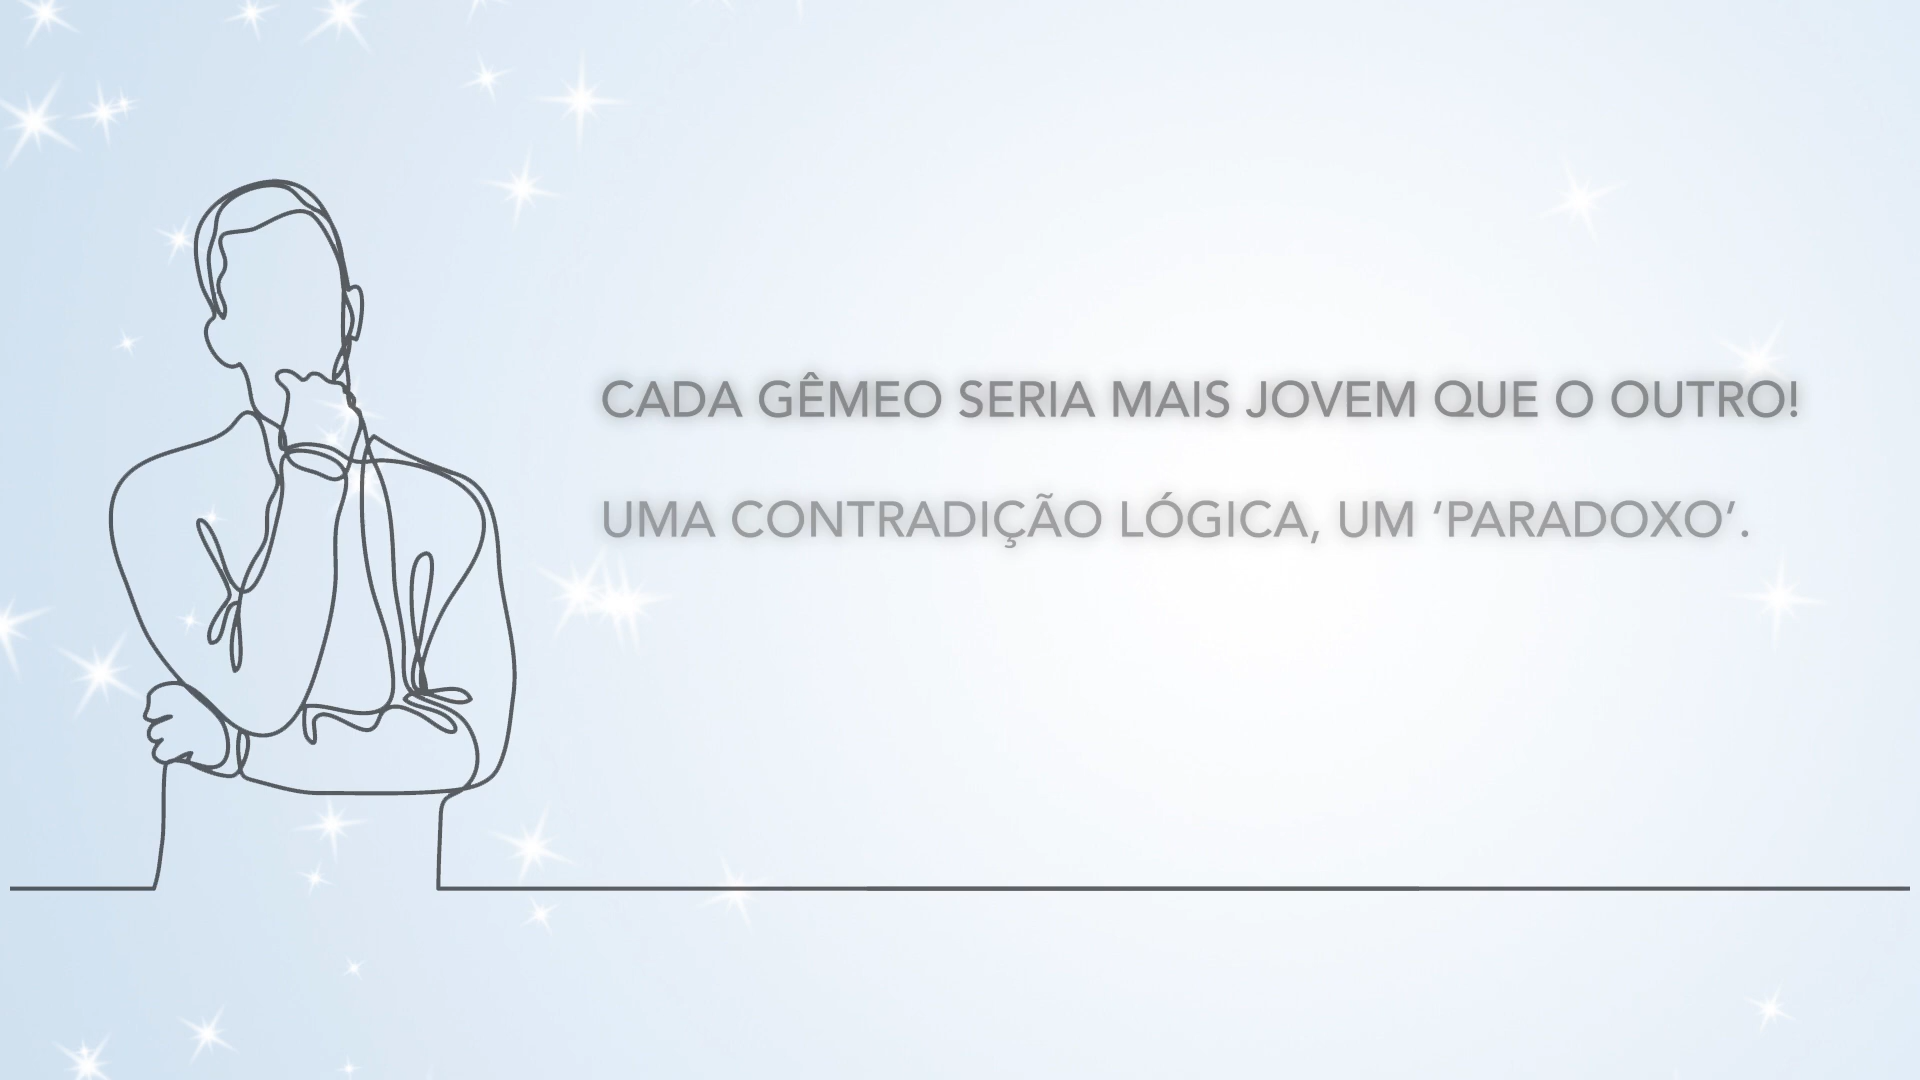 CADA GÊMEO SERIA MAIS JOVEM QUE O OUTRO!
UMA CONTRADIÇÃO LÓGICA, UM ‘PARADOXO’.